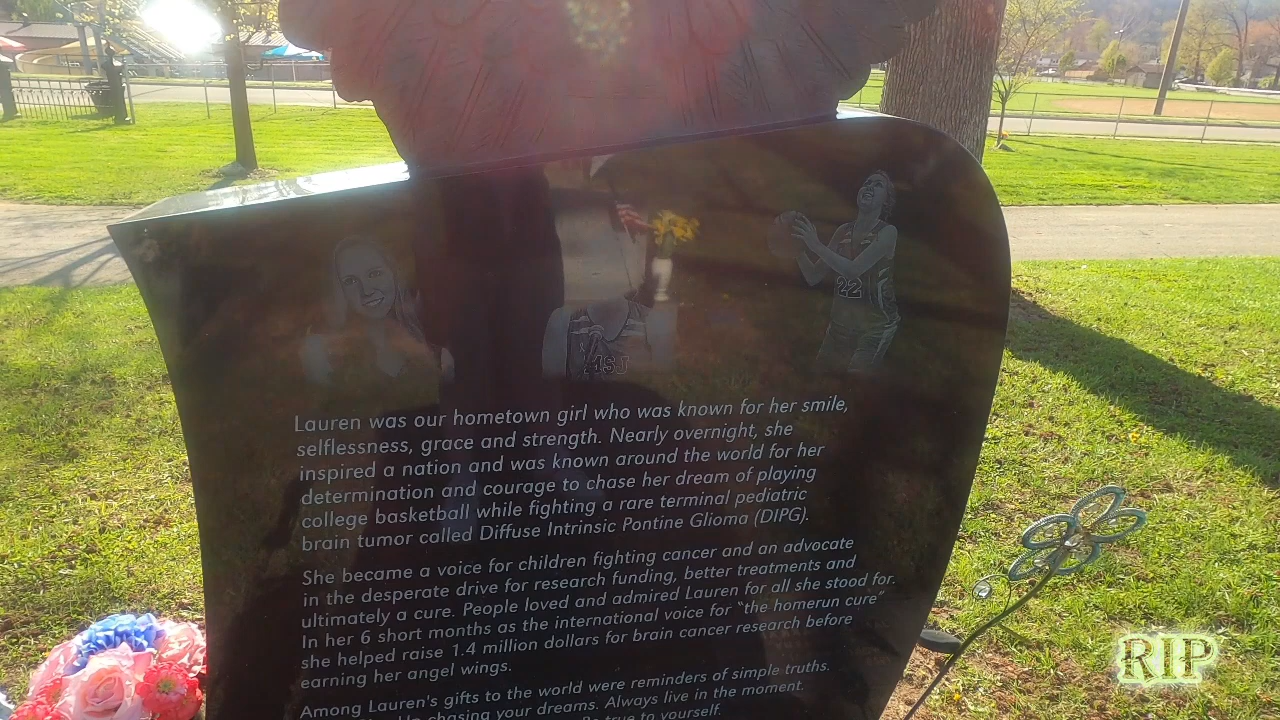 22
MSJ
Lauren was our hometown girl who was known for her smile,
selflessness, grace and strength. Nearly overnight, she
inspired a nation and was known around the world for her
determination and courage to chase her dream of playing
college basketball while fighting a rare terminal pediatric
brain tumor called Diffuse Intrinsic Pontine Glioma (DIPG).
She became a voice for children fighting cancer and an advocate
in the desperate drive for research funding, better treatments and
ultimately a cure. People loved and admired Lauren for all she stood for.
In her 6 short months as the international voice for "the homerun cure"
she helped raise 1.4 million dollars for brain cancer research before
earning her angel wings.
Among Lauren's gifts to the world were reminders of simple truths.
chasing your dreams. Always live in the moment.
Be true to yourself.
RIP